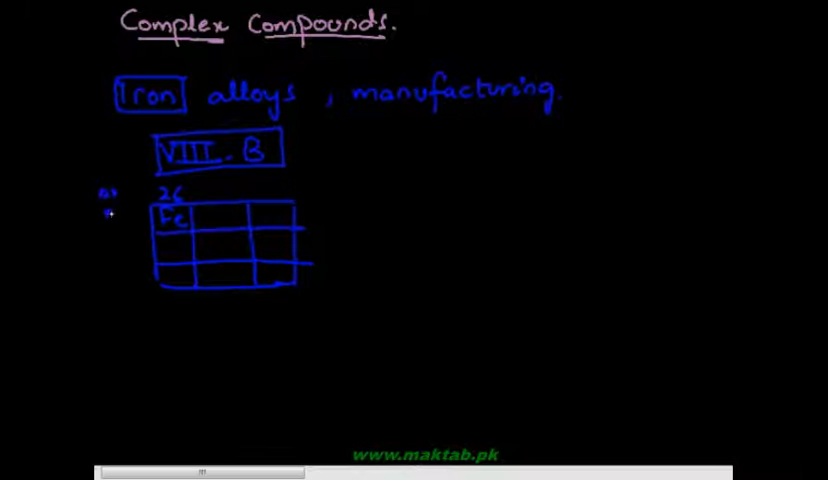 Complex Compounds.
Iron alloys , manufacturing.
VIII. B
26
Fe
www.maktab.pk